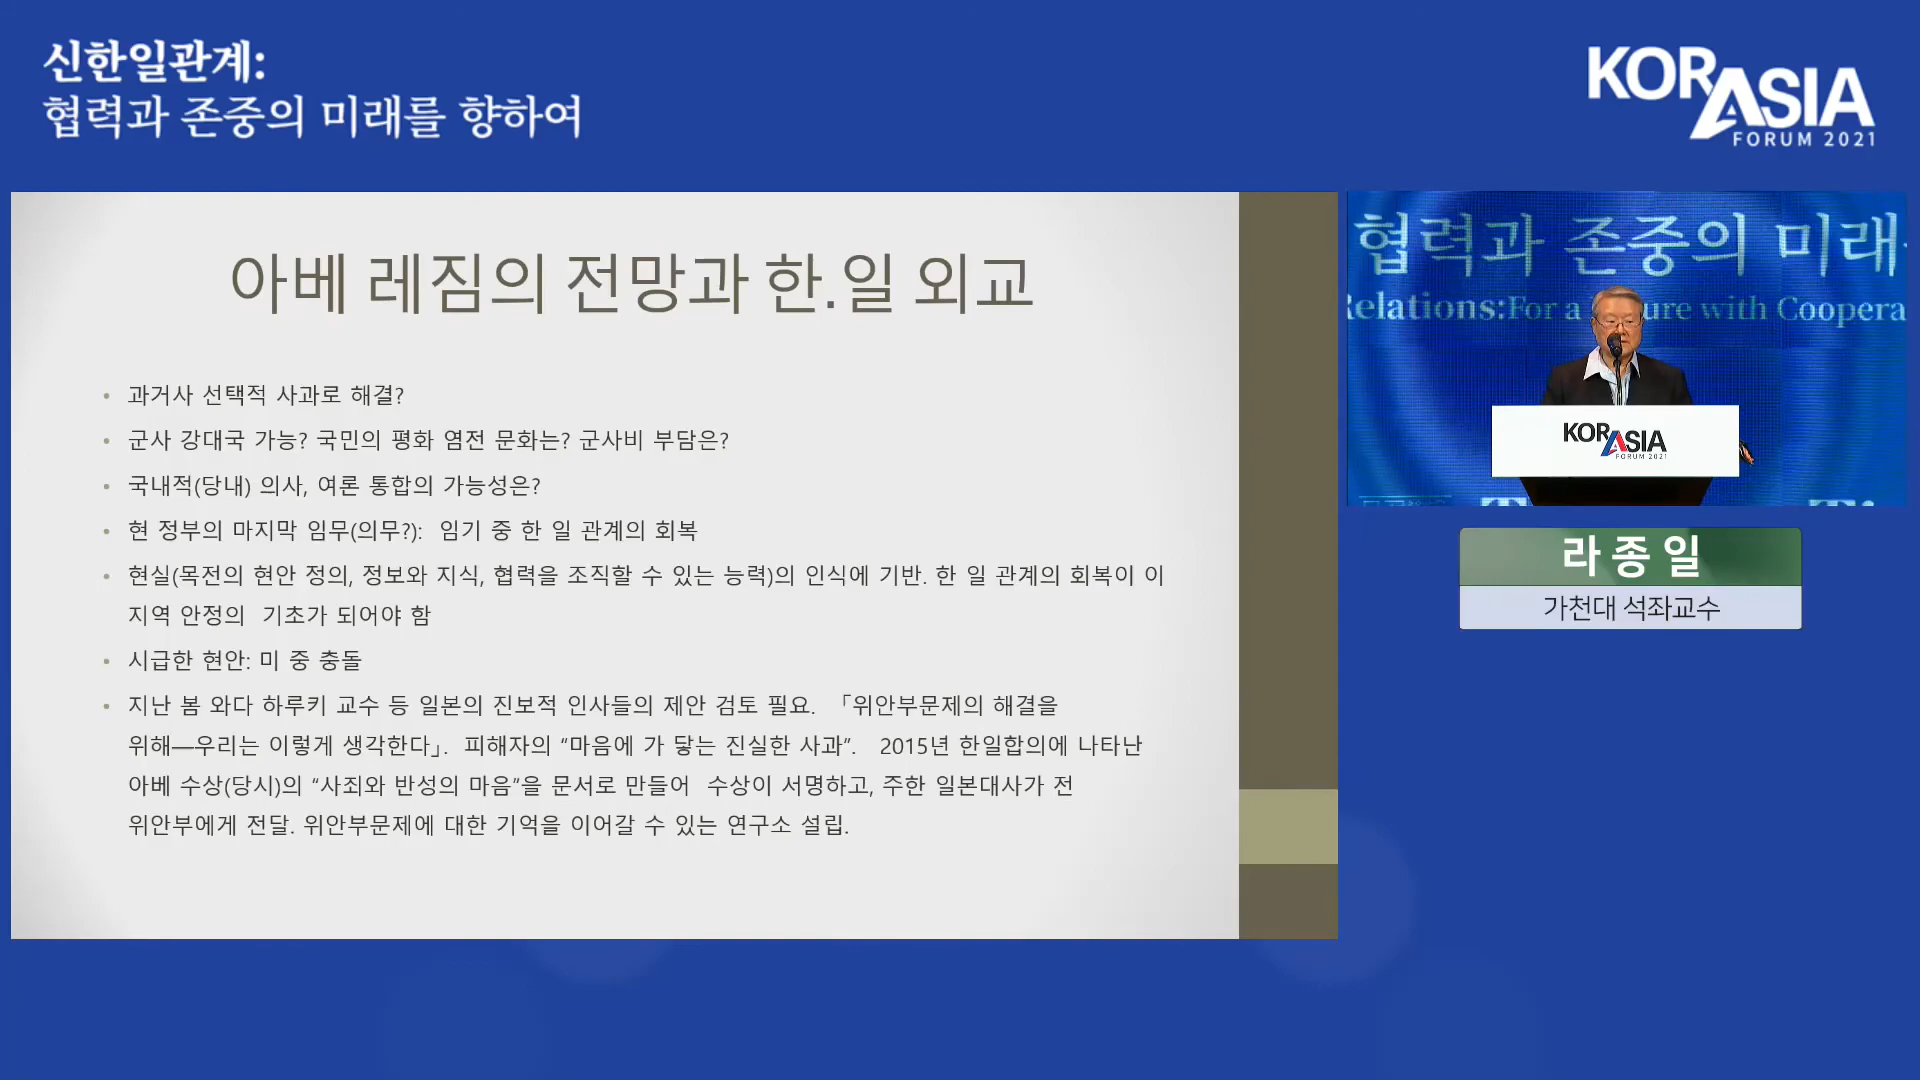 신한일관계:
협력과 존중의 미래를 향하여
KORASIA
FORUM 2021
아베 레짐의 전망과 한.일 외교
• 과거사 선택적 사과로 해결?
• 군사 강대국 가능? 국민의 평화 염전 문화는? 군사비 부담은?
• 국내적(당내) 의사, 여론 통합의 가능성은?
• 현 정부의 마지막 임무(의무?): 임기 중 한 일 관계의 회복
• 현실(목전의 현안 정의, 정보와 지식, 협력을 조직할 수 있는 능력)의 인식에 기반. 한 일 관계의 회복이 이
지역 안정의 기초가 되어야 함
• 시급한 현안: 미 중 충돌
• 지난 봄 와다 하루키 교수 등 일본의 진보적 인사들의 제안 검토 필요. 「위안부문제의 해결을
위해—우리는 이렇게 생각한다」. 피해자의 “마음에 가 닿는 진실한 사과”. 2015년 한일합의에 나타난
아베 수상(당시)의 “사죄와 반성의 마음”을 문서로 만들어 수상이 서명하고, 주한 일본대사가 전
위안부에게 전달. 위안부문제에 대한 기억을 이어갈 수 있는 연구소 설립.
협력과 존중의 미래
Relations:For a ure with Coopera
KORASIA
FORUM 2021
라종일
가천대 석좌교수